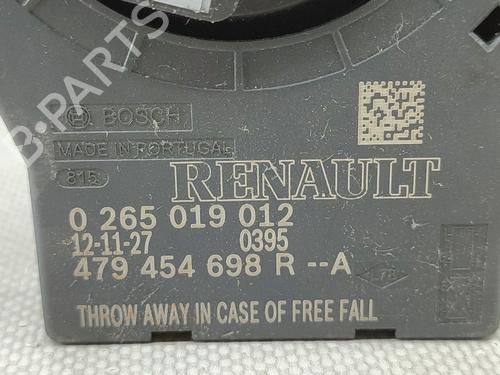 B-PARTS
BOSCH
MADE IN PORTUGAL
815
RENAULT
0 265 019 012
12-11-27 0395
479 454 698 R --A
THROW AWAY IN CASE OF FREE FALL